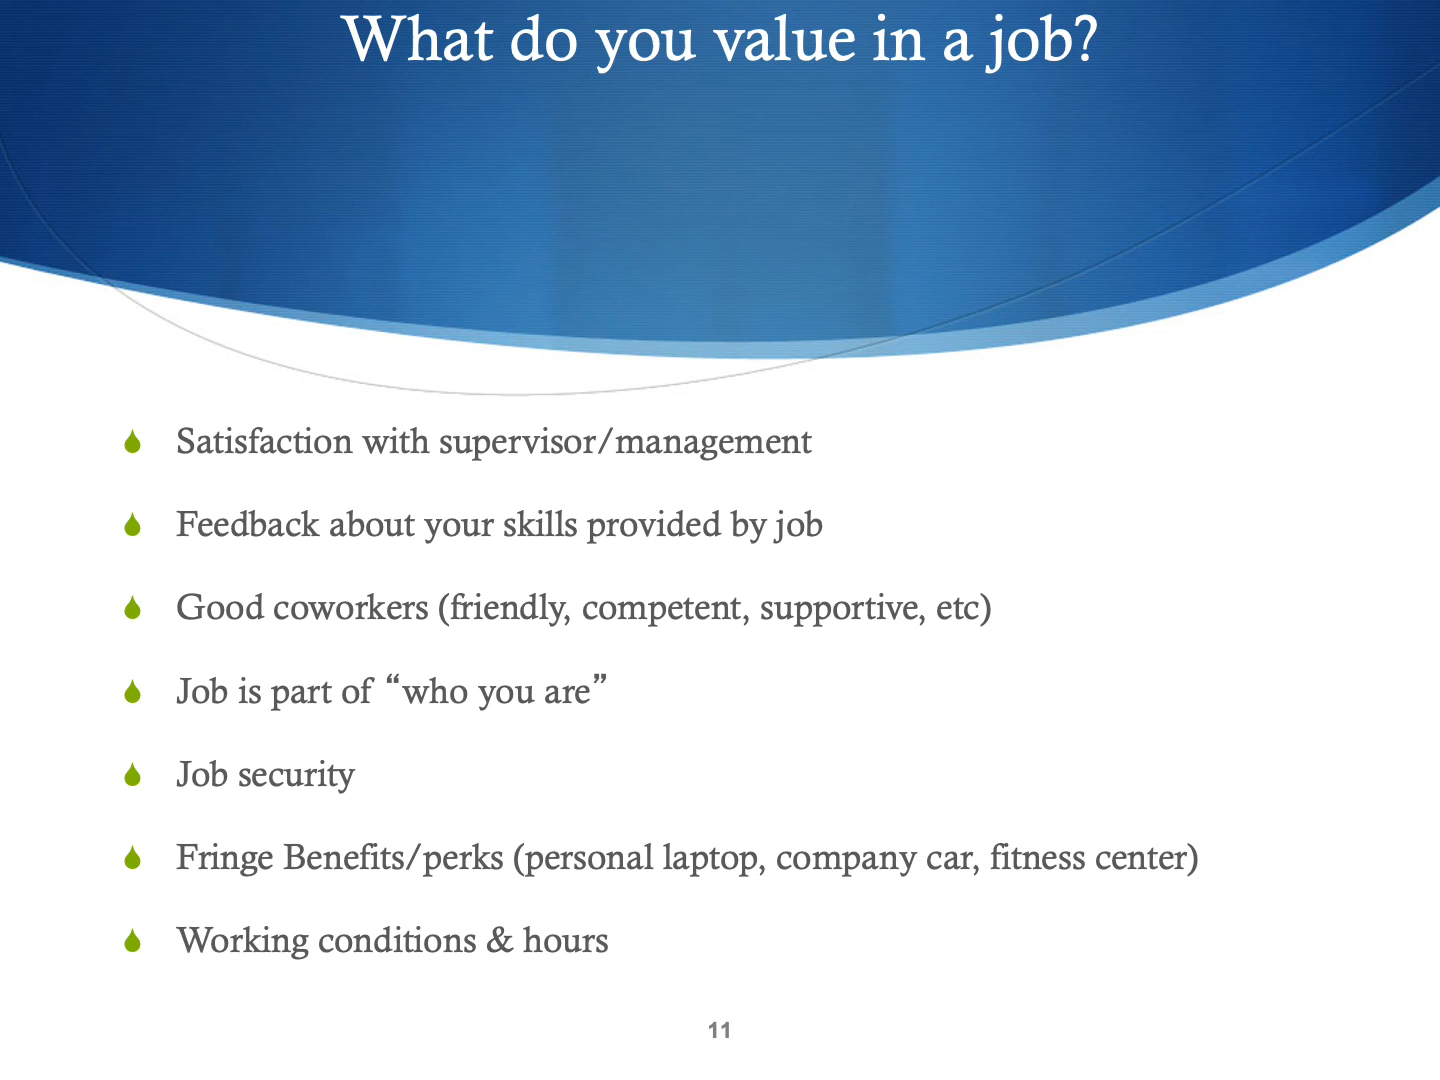 What do you value in a job?
Satisfaction with supervisor/management
Feedback about your skills provided by job
Good coworkers (friendly, competent, supportive, etc)
Job is part of “who you are”
Job security
Fringe Benefits/perks (personal laptop, company car, fitness center)
Working conditions & hours
11